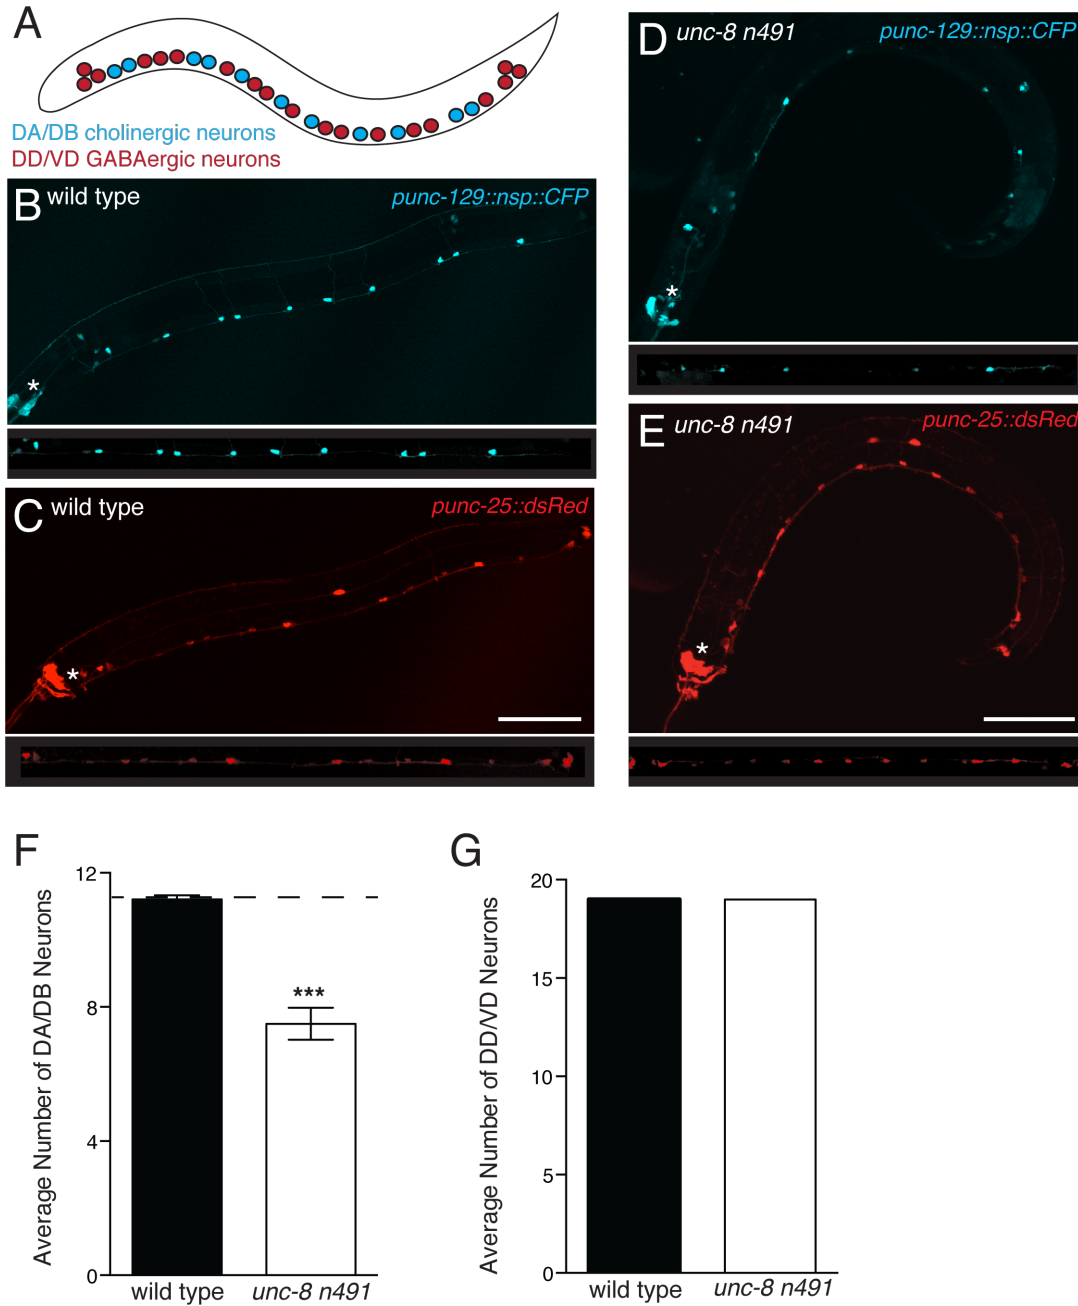 A
DA/DB cholinergic neurons
DD/VD GABAergic neurons
B wild type punc-129::nsp::CFP
*
C wild type punc-25::dsRed
*
D unc-8 n491 punc-129::nsp::CFP
*
E unc-8 n491 punc-25::dsRed
*
F
Average Number of DA/DB Neurons
12
8
4
0
***
wild type unc-8 n491
G
Average Number of DD/VD Neurons
20
15
10
5
0
wild type unc-8 n491